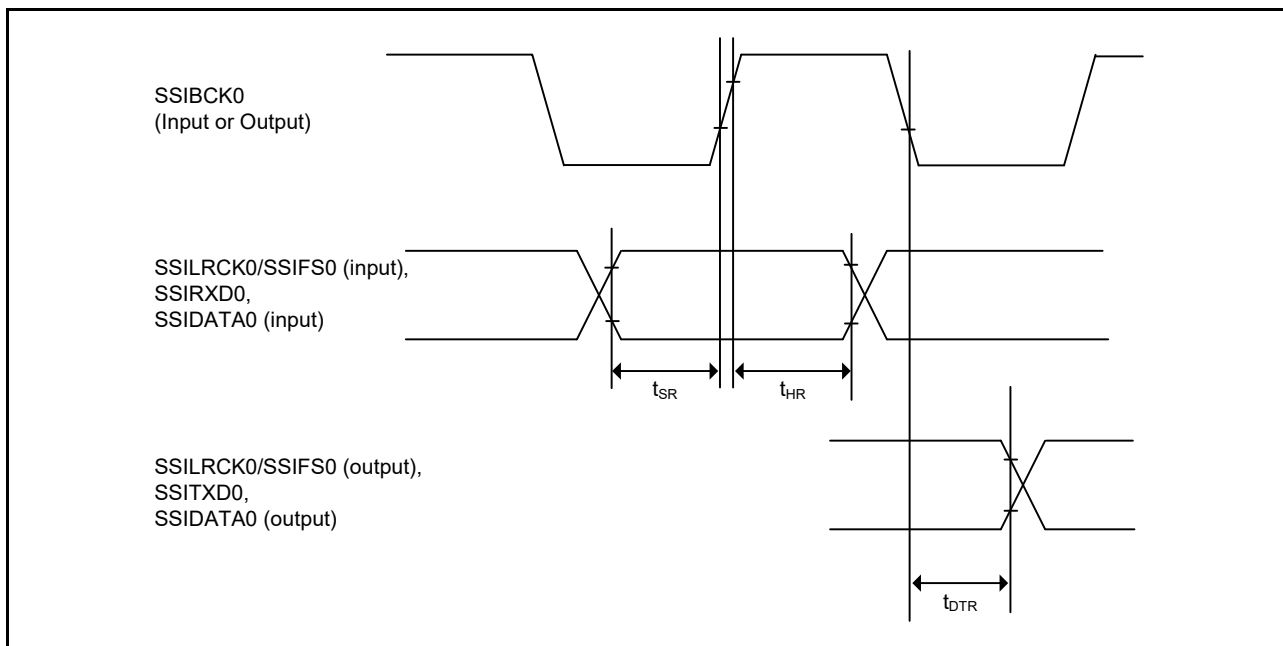 SSIBCK0
(Input or Output)
SSILRCK0/SSIFS0 (input),
SSIRXD0,
SSIDATA0 (input)
tSR
tHR
SSILRCK0/SSIFS0 (output),
SSITXD0,
SSIDATA0 (output)
tDTR